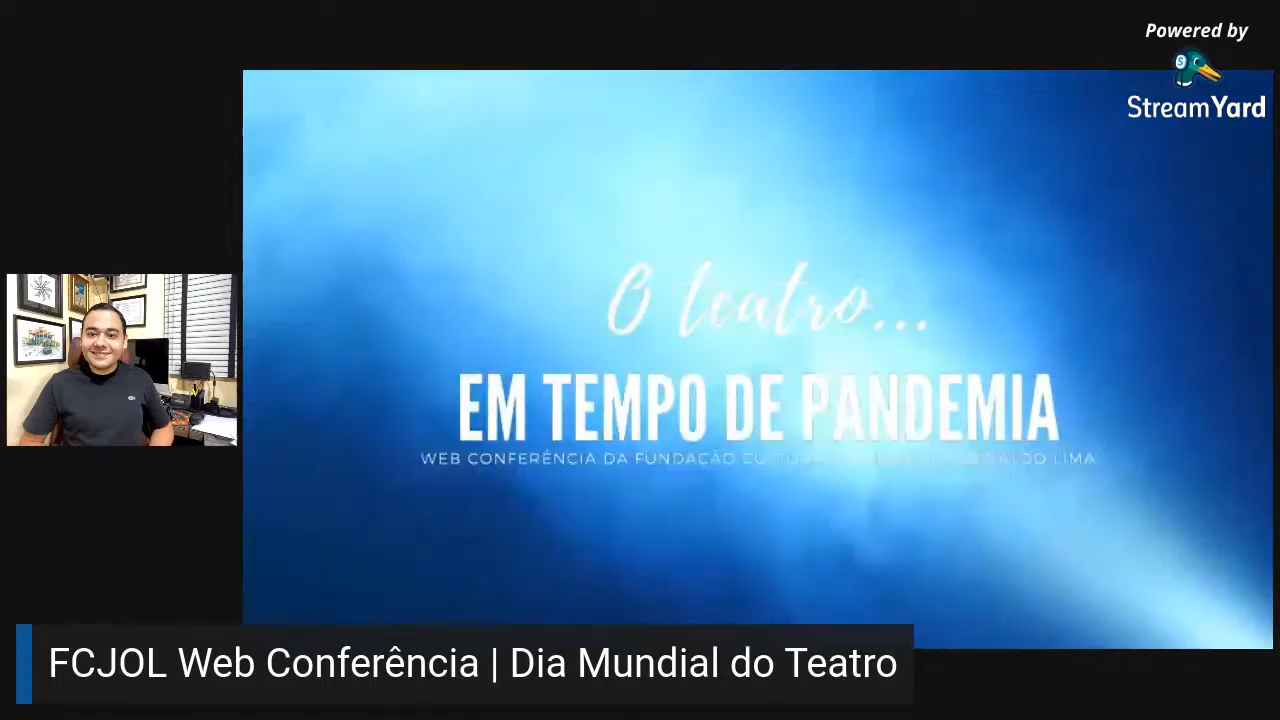 Powered by
StreamYard
O teatro...
EM TEMPO DE PANDEMIA
WEB CONFERÊNCIA DA FUNDAÇÃO LIMA
FCJOL Web Conferência | Dia Mundial do Teatro